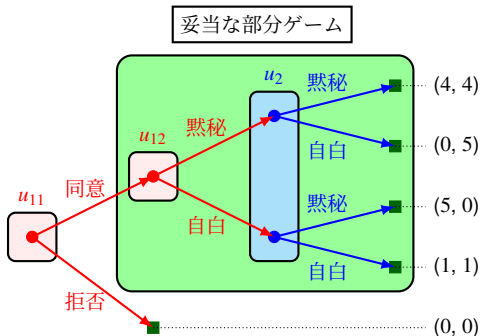 妥当な部分ゲーム
u2
黙秘
(4, 4)
u12
黙秘
自白
(0, 5)
u11
同意
自白
黙秘
(5, 0)
自白
(1, 1)
拒否
(0, 0)